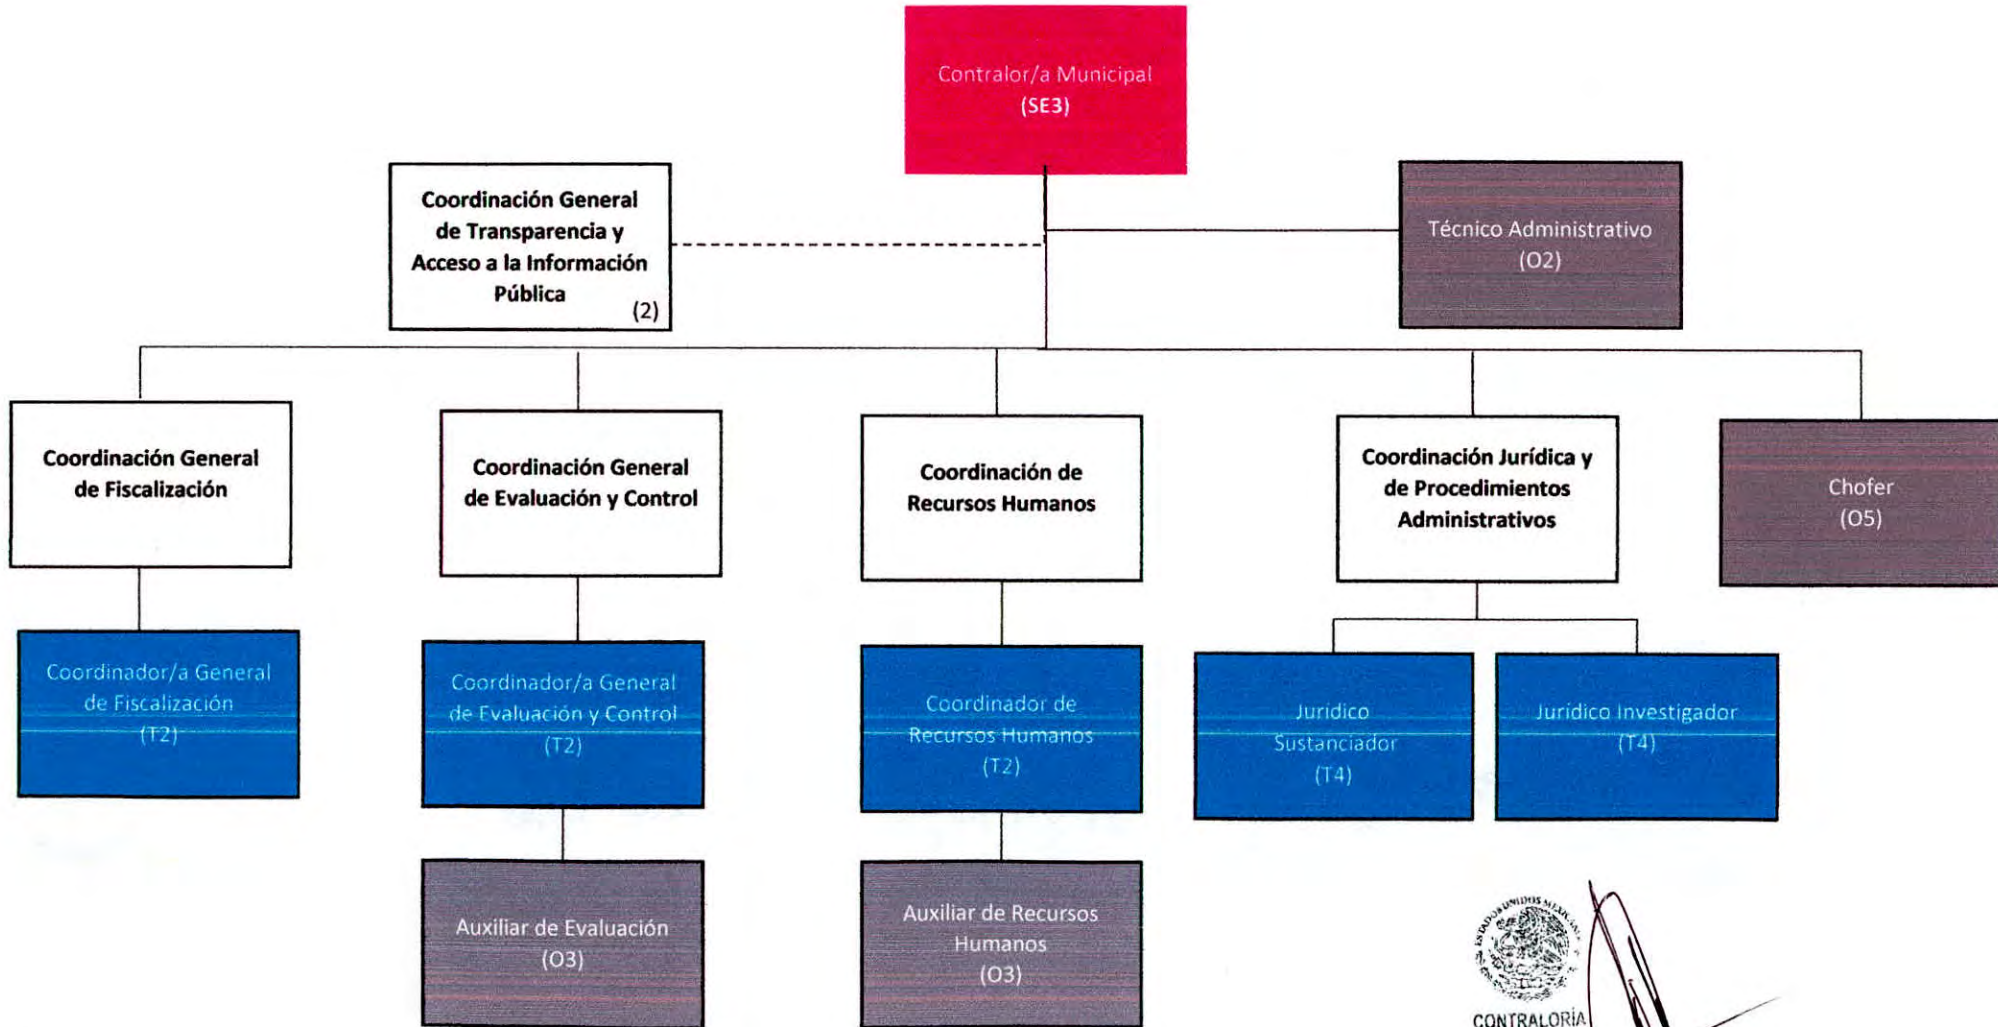 Contralor/a Municipal
(SE3)
Coordinación General
de Transparencia y
Acceso a la Información
Pública
(2)
Técnico Administrativo
(O2)
Coordinación General
de Fiscalización
Coordinación General
de Evaluación y Control
Coordinación de
Recursos Humanos
Coordinación Jurídica y
de Procedimientos
Administrativos
Chofer
(O5)
Coordinador/a General
de Fiscalización
(T2)
Coordinador/a General
de Evaluación y Control
(T2)
Coordinador de
Recursos Humanos
(T2)
Jurídico
Sustanciador
(T4)
Jurídico Investigador
(T4)
Auxiliar de Evaluación
(O3)
Auxiliar de Recursos
Humanos
(O3)
ESTADOS UNIDOS MEXICANOS
CONTRALORÍA